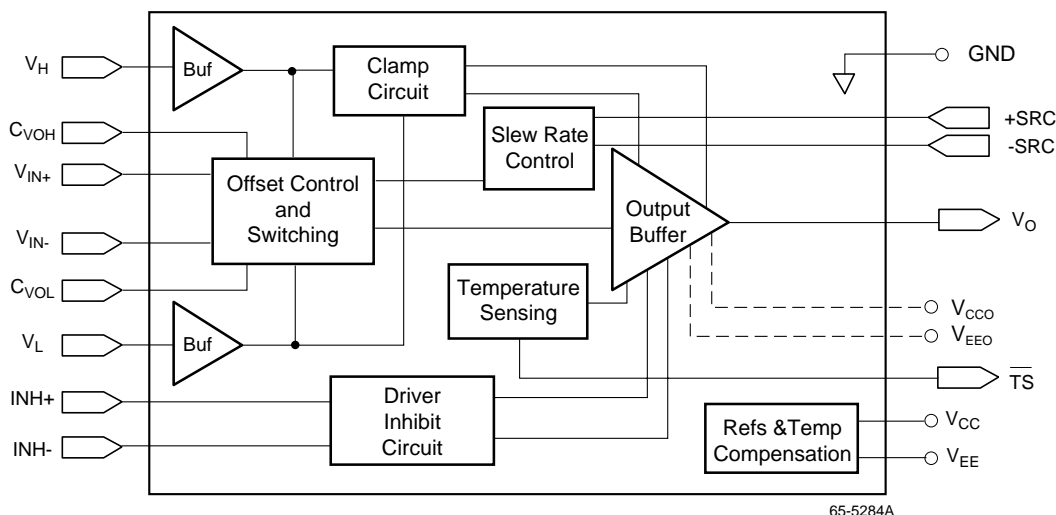 V_H
Buf
Clamp
Circuit
GND
C_VOH
V_IN+
Slew Rate
Control
+SRC
-SRC
Offset Control
and
Switching
Output
Buffer
V_O
V_IN-
C_VOL
Temperature
Sensing
V_CCO
V_EEO
V_L
Buf
T̅S̅
INH+
INH-
Driver
Inhibit
Circuit
Refs &Temp
Compensation
V_CC
V_EE
65-5284A